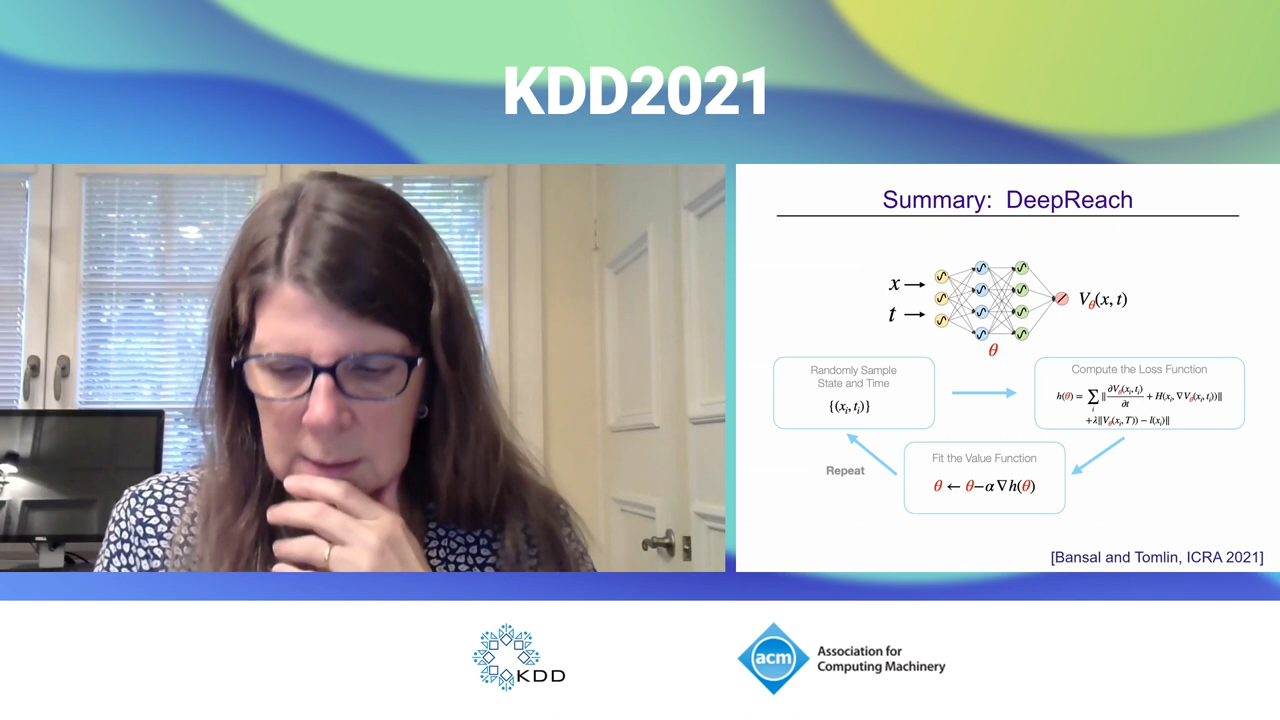 KDD2021
Summary: DeepReach
x
t
V_θ(x, t)
θ
Randomly Sample
State and Time
{(x_i, t_i)}
Compute the Loss Function
h(θ) = ∑_i ‖∂V_θ(x_i, t_i)/∂t + H(x_i, ∇V_θ(x_i, t_i))‖
+λ‖V_θ(x_i, T)) − l(x_i)‖
Fit the Value Function
θ ← θ−α∇h(θ)
Repeat
[Bansal and Tomlin, ICRA 2021]
DELL
KDD
acm
Association for
Computing Machinery